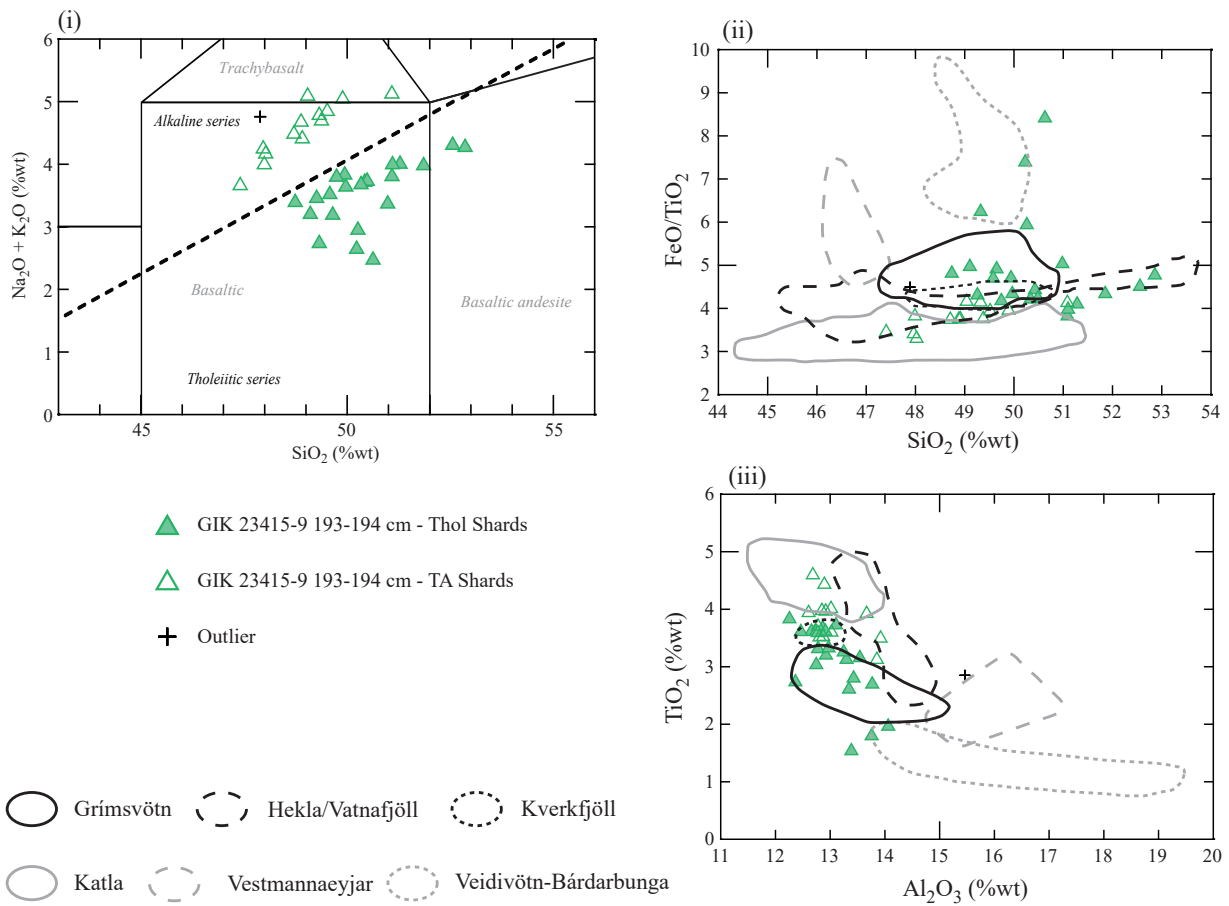 (i)
6
5
4
3
2
1
0
Na₂O + K₂O (%wt)
Trachybasalt
Alkaline series
Basaltic
Basaltic andesite
Tholeiitic series
45
50
55
SiO₂ (%wt)
(ii)
10
9
8
7
6
5
4
3
2
FeO/TiO₂
44
45
46
47
48
49
50
51
52
53
54
SiO₂ (%wt)
GIK 23415-9 193-194 cm - Thol Shards
GIK 23415-9 193-194 cm - TA Shards
Outlier
(iii)
6
5
4
3
2
1
0
TiO₂ (%wt)
11
12
13
14
15
16
17
18
19
20
Al₂O₃ (%wt)
Grímsvötn
Hekla/Vatnafjöll
Kverkfjöll
Katla
Vestmannaeyjar
Veidivötn-Bárdarbunga